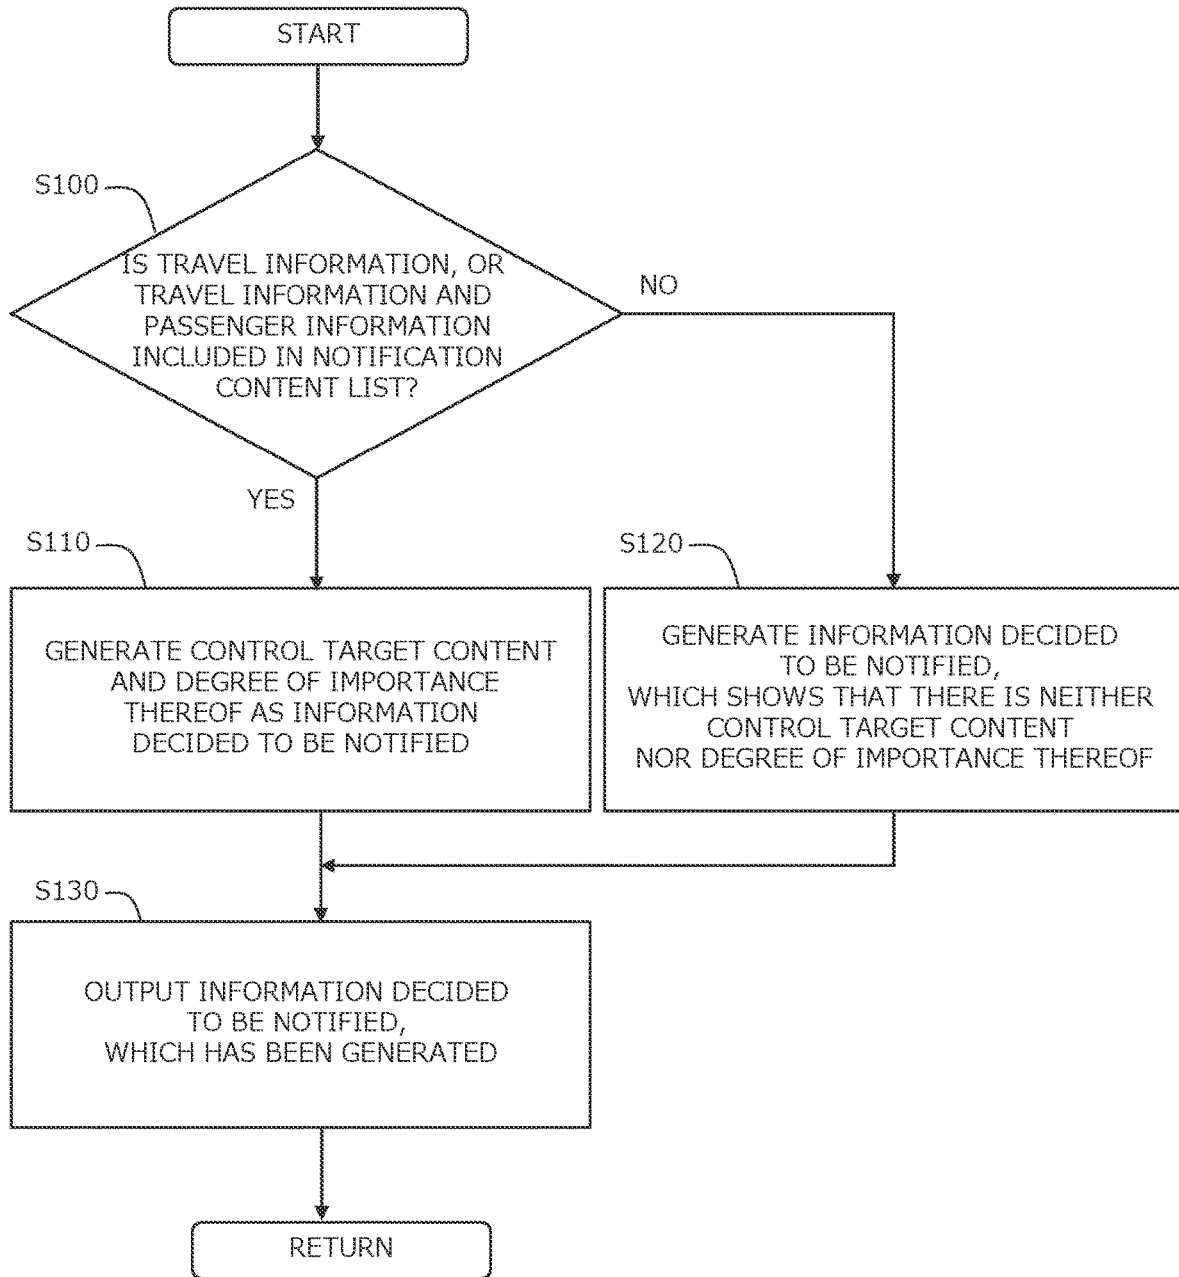 START
S100
IS TRAVEL INFORMATION, OR
TRAVEL INFORMATION AND
PASSENGER INFORMATION
INCLUDED IN NOTIFICATION
CONTENT LIST?
NO
YES
S110
GENERATE CONTROL TARGET CONTENT
AND DEGREE OF IMPORTANCE
THEREOF AS INFORMATION
DECIDED TO BE NOTIFIED
S120
GENERATE INFORMATION DECIDED
TO BE NOTIFIED,
WHICH SHOWS THAT THERE IS NEITHER
CONTROL TARGET CONTENT
NOR DEGREE OF IMPORTANCE THEREOF
S130
OUTPUT INFORMATION DECIDED
TO BE NOTIFIED,
WHICH HAS BEEN GENERATED
RETURN